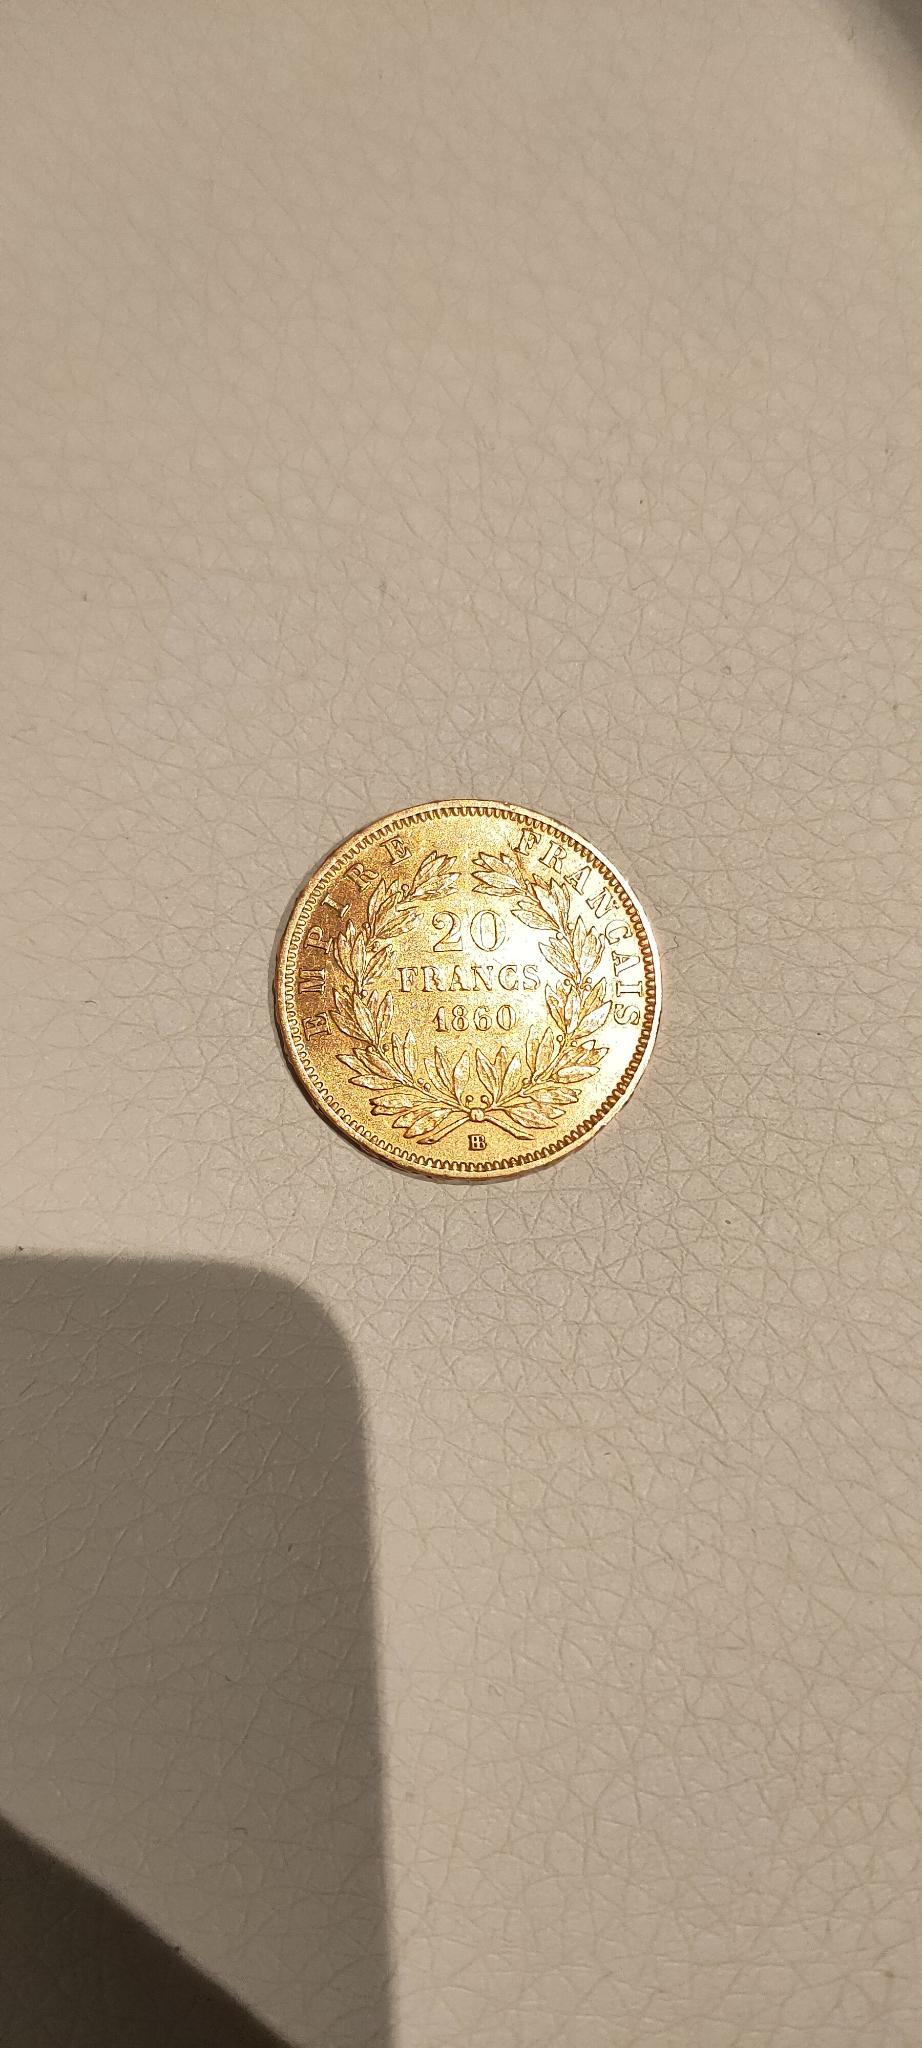 EMPIRE FRANÇAIS
20
FRANCS
1860
BB